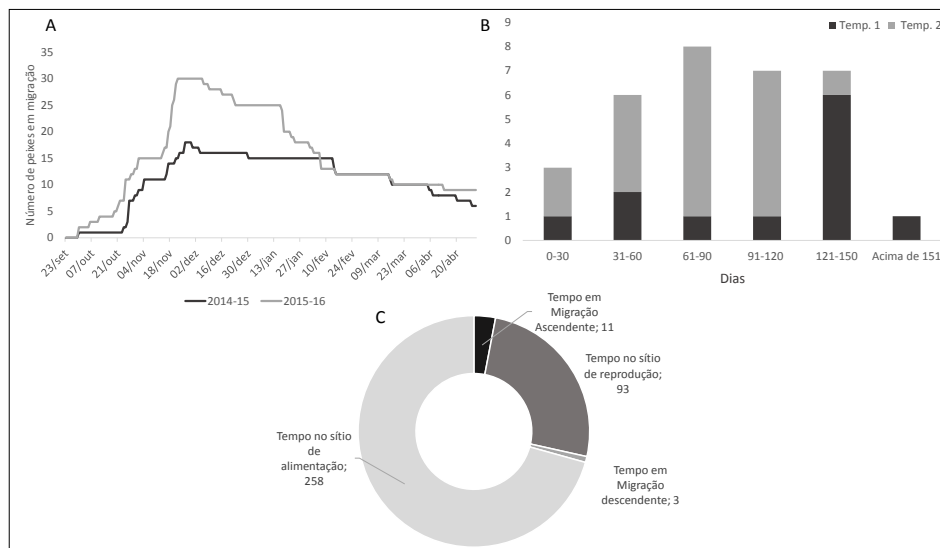 A
Número de peixes em migração
35
30
25
20
15
10
5
0
23/set
07/out
21/out
04/nov
18/nov
02/dez
16/dez
30/dez
13/jan
27/jan
10/fev
24/fev
09/mar
23/mar
06/abr
20/abr
2014-15
2015-16
B
Temp. 1
Temp. 2
9
8
7
6
5
4
3
2
1
0
0-30
31-60
61-90
91-120
121-150
Acima de 151
Dias
C
Tempo em
Migração
Ascendente; 11
Tempo no sítio
de reprodução;
93
Tempo no sítio
de
alimentação;
258
Tempo em
Migração
descendente; 3